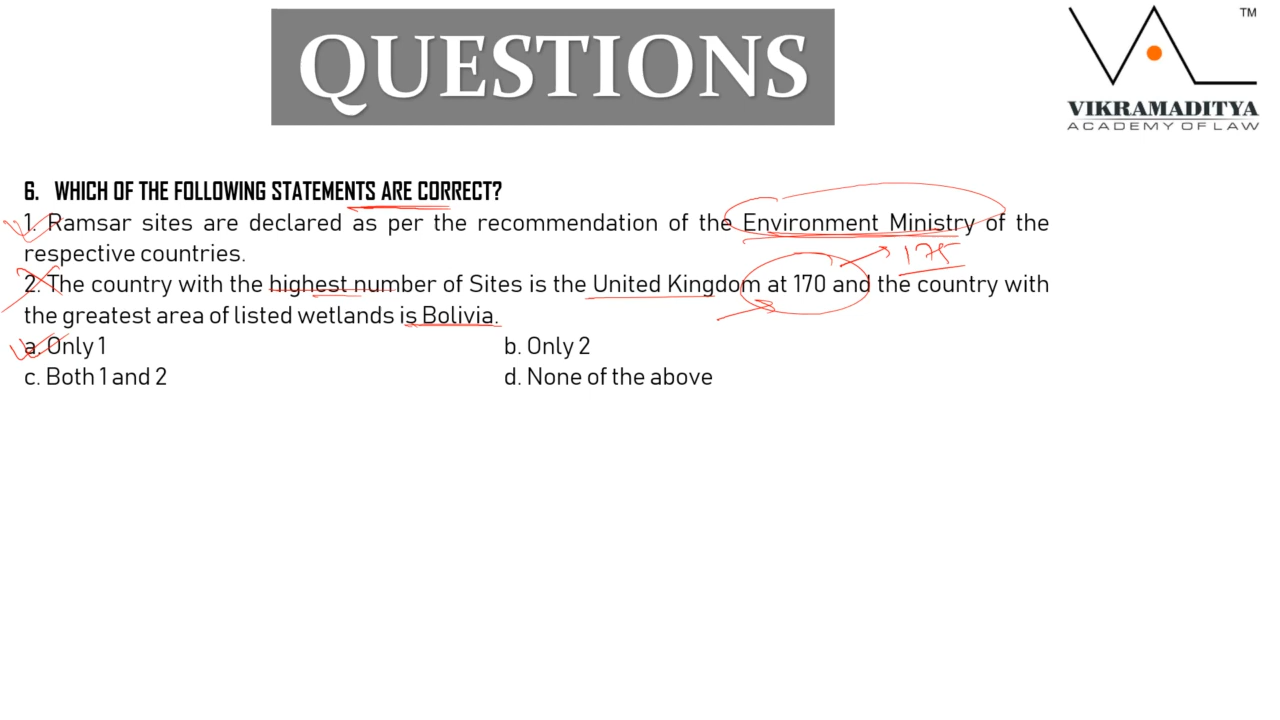 QUESTIONS
TM
VIKRAMADITYA
ACADEMY OF LAW
6. WHICH OF THE FOLLOWING STATEMENTS ARE CORRECT?
1. Ramsar sites are declared as per the recommendation of the Environment Ministry of the
respective countries.
175
2. The country with the highest number of Sites is the United Kingdom at 170 and the country with
the greatest area of listed wetlands is Bolivia.
a. Only 1
b. Only 2
c. Both 1 and 2
d. None of the above